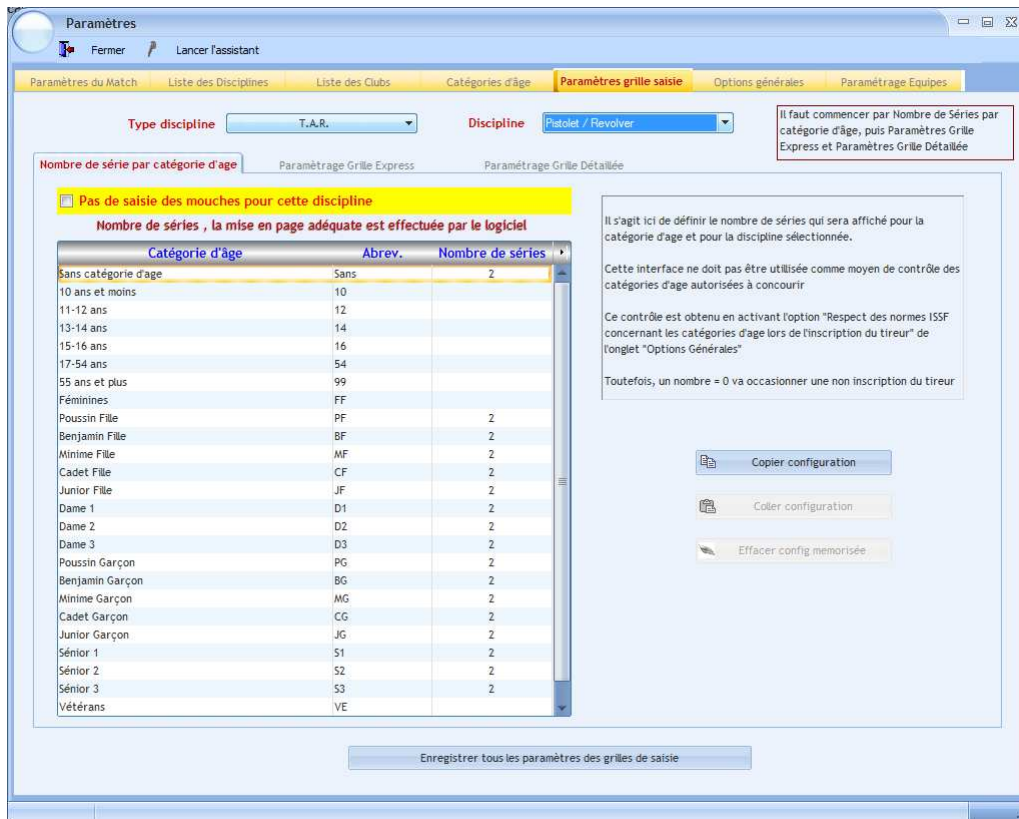 Paramètres
Fermer Lancer l'assistant
Paramètres du Match Liste des Disciplines Liste des Clubs Catégories d'âge Paramètres grille saisie Options générales Paramétrage Equipes
Type discipline T.A.R. Discipline Pistolet / Revolver
Il faut commencer par Nombre de Séries par
catégorie d'âge, puis Paramètres Grille
Express et Paramètres Grille Détaillée
Nombre de série par catégorie d'age Paramètrage Grille Express Paramétrage Grille Détaillée
Pas de saisie des mouches pour cette discipline
Nombre de séries , la mise en page adéquate est effectuée par le logiciel
Catégorie d'âge Abrev. Nombre de séries
Sans catégorie d'age Sans 2
10 ans et moins 10
11-12 ans 12
13-14 ans 14
15-16 ans 16
17-54 ans 54
55 ans et plus 99
Féminines FF
Poussin Fille PF 2
Benjamin Fille BF 2
Minime Fille MF 2
Cadet Fille CF 2
Junior Fille JF 2
Dame 1 D1 2
Dame 2 D2 2
Dame 3 D3 2
Poussin Garçon PG 2
Benjamin Garçon BG 2
Minime Garçon MG 2
Cadet Garçon CG 2
Junior Garçon JG 2
Sénior 1 S1 2
Sénior 2 S2 2
Sénior 3 S3 2
Vétérans VE
Il s'agit ici de définir le nombre de séries qui sera affiché pour la
catégorie d'age et pour la discipline sélectionnée.
Cette interface ne doit pas être utilisée comme moyen de contrôle des
catégories d'age autorisées à concourir
Ce contrôle est obtenu en activant l'option "Respect des normes ISSF
concernant les catégories d'age lors de l'inscription du tireur" de
l'onglet "Options Générales"
Toutefois, un nombre = 0 va occasionner une non inscription du tireur
Copier configuration
Coller configuration
Effacer config memorisée
Enregistrer tous les paramètres des grilles de saisie